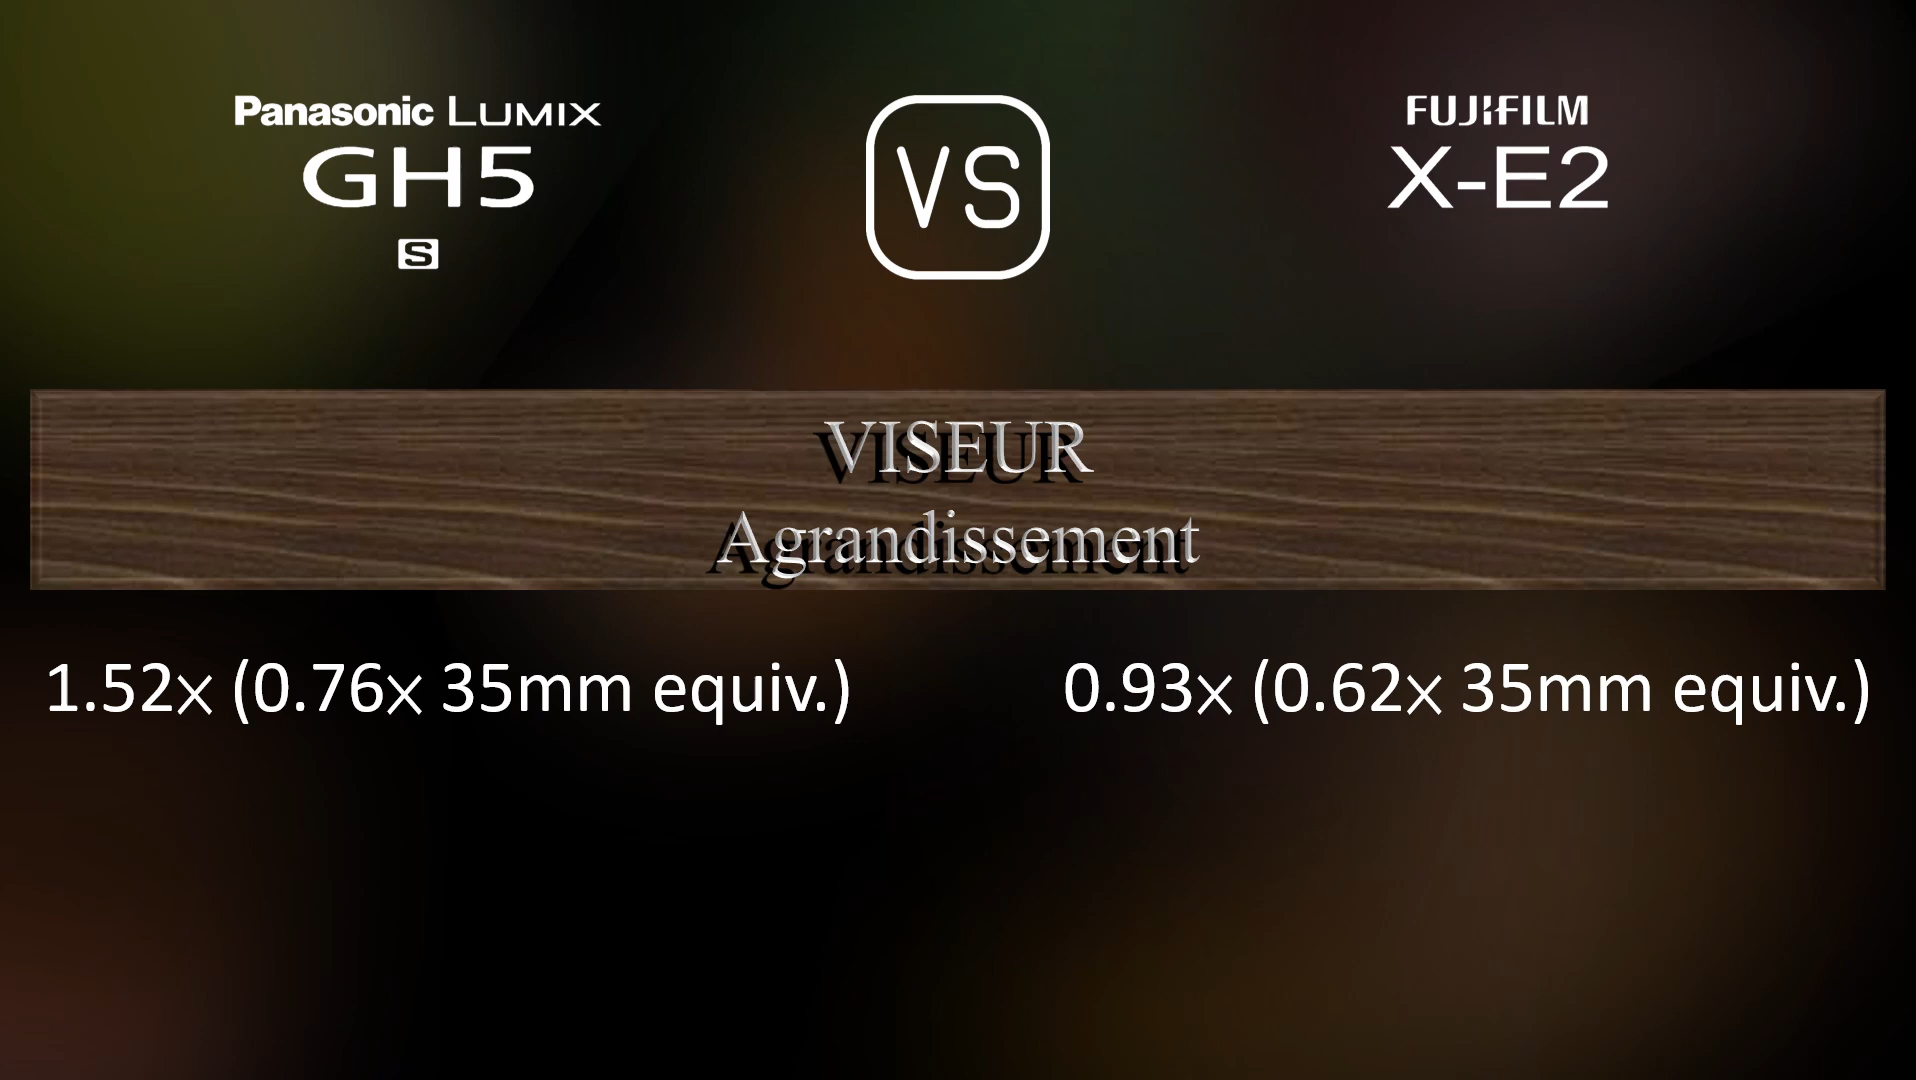 Panasonic LUMIX
GH5
S
VS
FUJIFILM
X-E2
VISEUR
Agrandissement
1.52x (0.76x 35mm equiv.)
0.93x (0.62x 35mm equiv.)